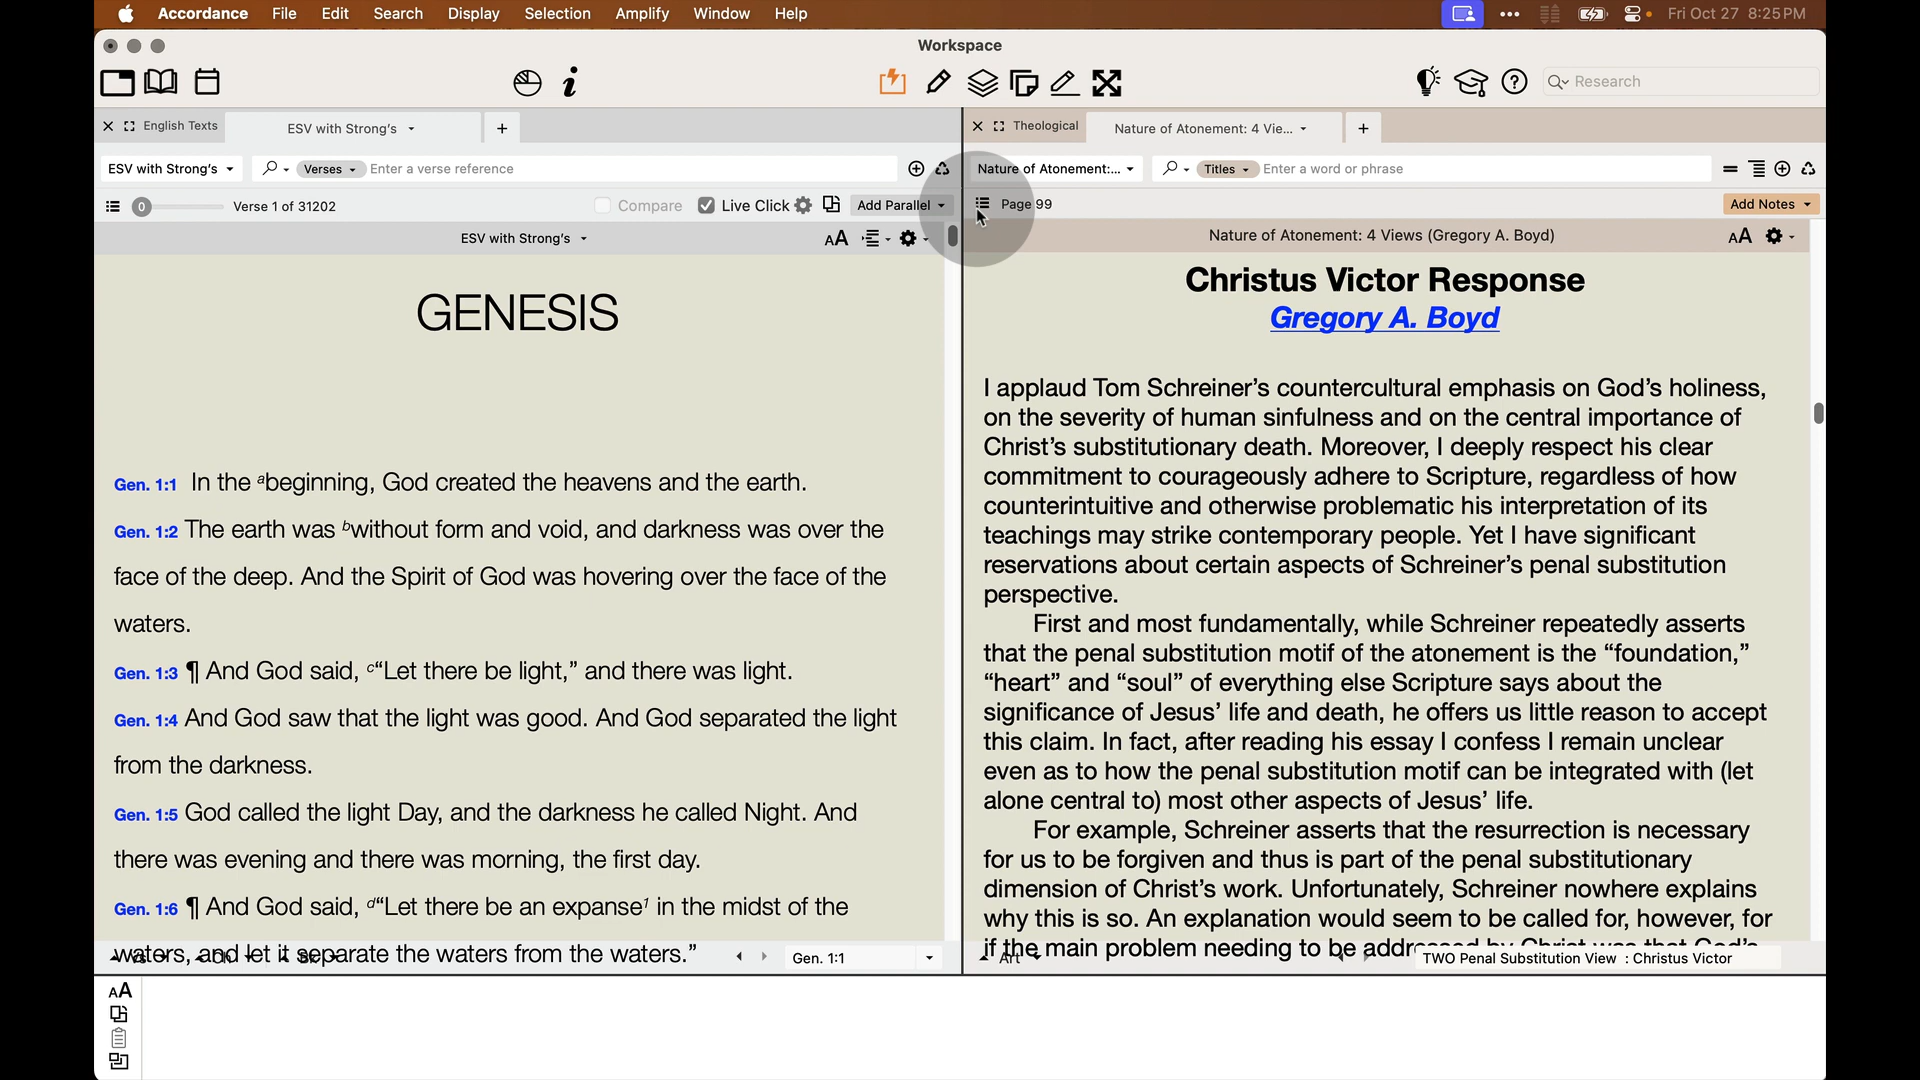 Accordance File Edit Search Display Selection Amplify Window Help Fri Oct 27 8:25 PM
Workspace
Research
English Texts ESV with Strong's +
ESV with Strong's Verses Enter a verse reference
0 Verse 1 of 31202 Compare Live Click Add Parallel
ESV with Strong's AA
GENESIS
Gen. 1:1 In the abeginning, God created the heavens and the earth.
Gen. 1:2 The earth was bwithout form and void, and darkness was over the
face of the deep. And the Spirit of God was hovering over the face of the
waters.
Gen. 1:3 ¶ And God said, c“Let there be light,” and there was light.
Gen. 1:4 And God saw that the light was good. And God separated the light
from the darkness.
Gen. 1:5 God called the light Day, and the darkness he called Night. And
there was evening and there was morning, the first day.
Gen. 1:6 ¶ And God said, d“Let there be an expanse1 in the midst of the
waters, and let it separate the waters from the waters.”
Gen. 1:1
Theological Nature of Atonement: 4 Vie... +
Nature of Atonement:... Titles Enter a word or phrase
Page 99 Add Notes
Nature of Atonement: 4 Views (Gregory A. Boyd) AA
Christus Victor Response
Gregory A. Boyd
I applaud Tom Schreiner’s countercultural emphasis on God’s holiness,
on the severity of human sinfulness and on the central importance of
Christ’s substitutionary death. Moreover, I deeply respect his clear
commitment to courageously adhere to Scripture, regardless of how
counterintuitive and otherwise problematic his interpretation of its
teachings may strike contemporary people. Yet I have significant
reservations about certain aspects of Schreiner’s penal substitution
perspective.
First and most fundamentally, while Schreiner repeatedly asserts
that the penal substitution motif of the atonement is the “foundation,”
“heart” and “soul” of everything else Scripture says about the
significance of Jesus’ life and death, he offers us little reason to accept
this claim. In fact, after reading his essay I confess I remain unclear
even as to how the penal substitution motif can be integrated with (let
alone central to) most other aspects of Jesus’ life.
For example, Schreiner asserts that the resurrection is necessary
for us to be forgiven and thus is part of the penal substitutionary
dimension of Christ’s work. Unfortunately, Schreiner nowhere explains
why this is so. An explanation would seem to be called for, however, for
if the main problem needing to be addressed by Christ was that God’s
Art TWO Penal Substitution View : Christus Victor
AA